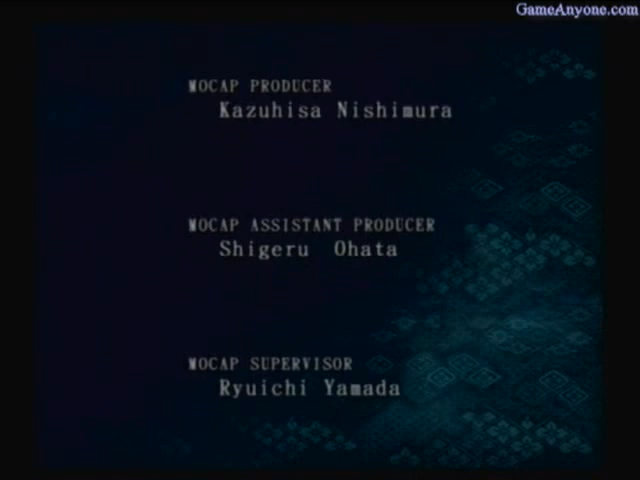 GameAnyone.com
MOCAP PRODUCER
Kazuhisa Nishimura
MOCAP ASSISTANT PRODUCER
Shigeru Ohata
MOCAP SUPERVISOR
Ryuichi Yamada